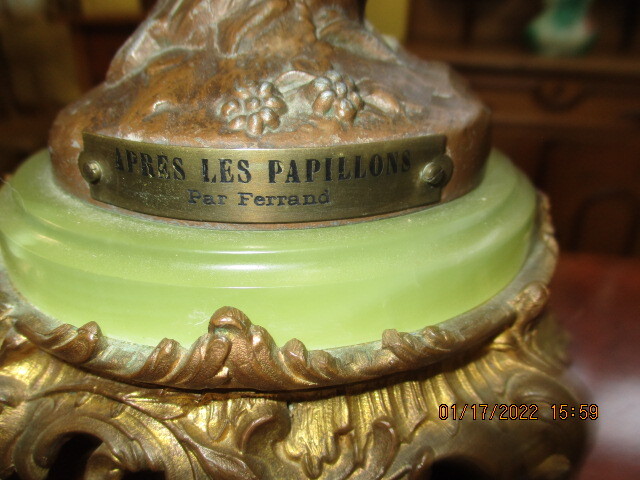 APRES LES PAPILLONS
Par Ferrand
01/17/2022 15:59